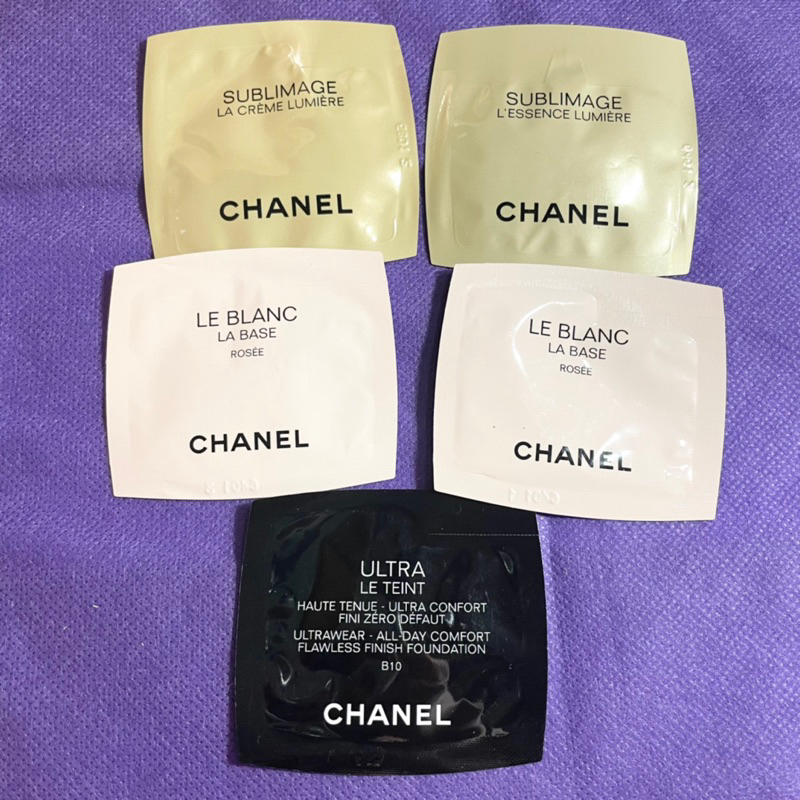 SUBLIMAGE
LA CRÈME LUMIÈRE
CHANEL
SUBLIMAGE
L'ESSENCE LUMIÈRE
CHANEL
LE BLANC
LA BASE
ROSÉE
CHANEL
LE BLANC
LA BASE
ROSÉE
CHANEL
ULTRA
LE TEINT
HAUTE TENUE - ULTRA CONFORT
FINI ZÉRO DÉFAUT
ULTRAWEAR - ALL-DAY COMFORT
FLAWLESS FINISH FOUNDATION
B10
CHANEL